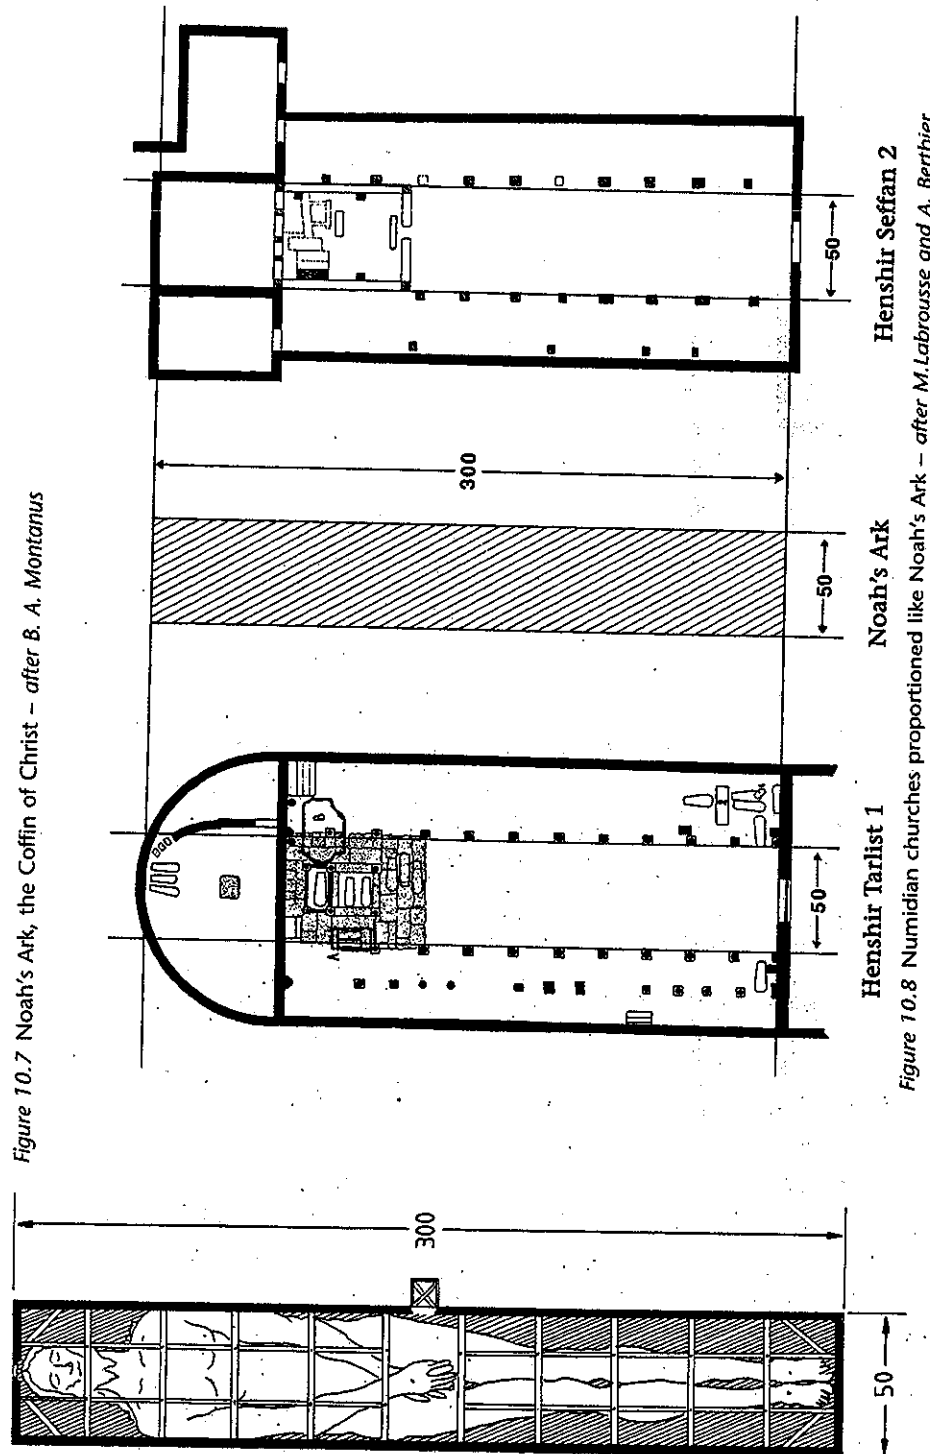 Figure 10.7 Noah's Ark, the Coffin of Christ – after B. A. Montanus
300
50
300
50
50
50
Henshir Tarlist 1
Noah's Ark
Henshir Seffan 2
A
B
Figure 10.8 Numidian churches proportioned like Noah's Ark – after M.Labrousse and A. Berthier